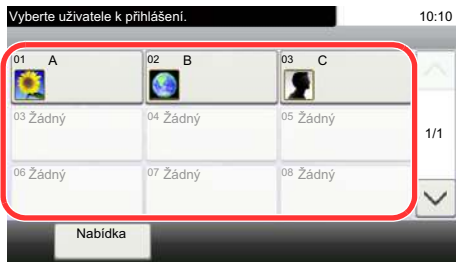 Vyberte uživatele k přihlášení. 10:10
01 A 02 B 03 C
03 Žádný 04 Žádný 05 Žádný
1/1
06 Žádný 07 Žádný 08 Žádný
Nabídka